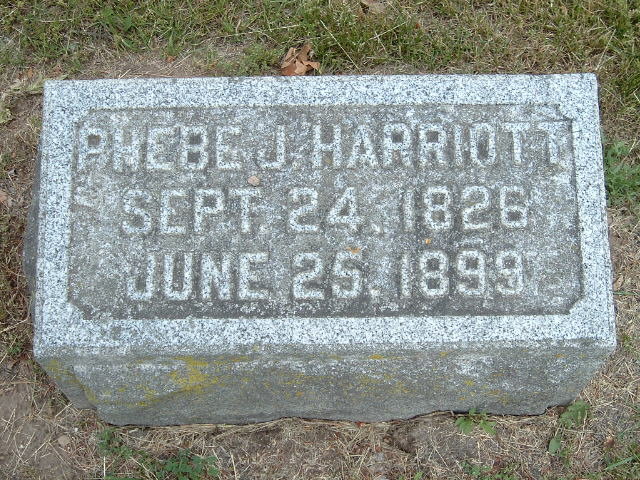 PHEBE J. HARRIOTT
SEPT. 24, 1826
JUNE 25, 1899